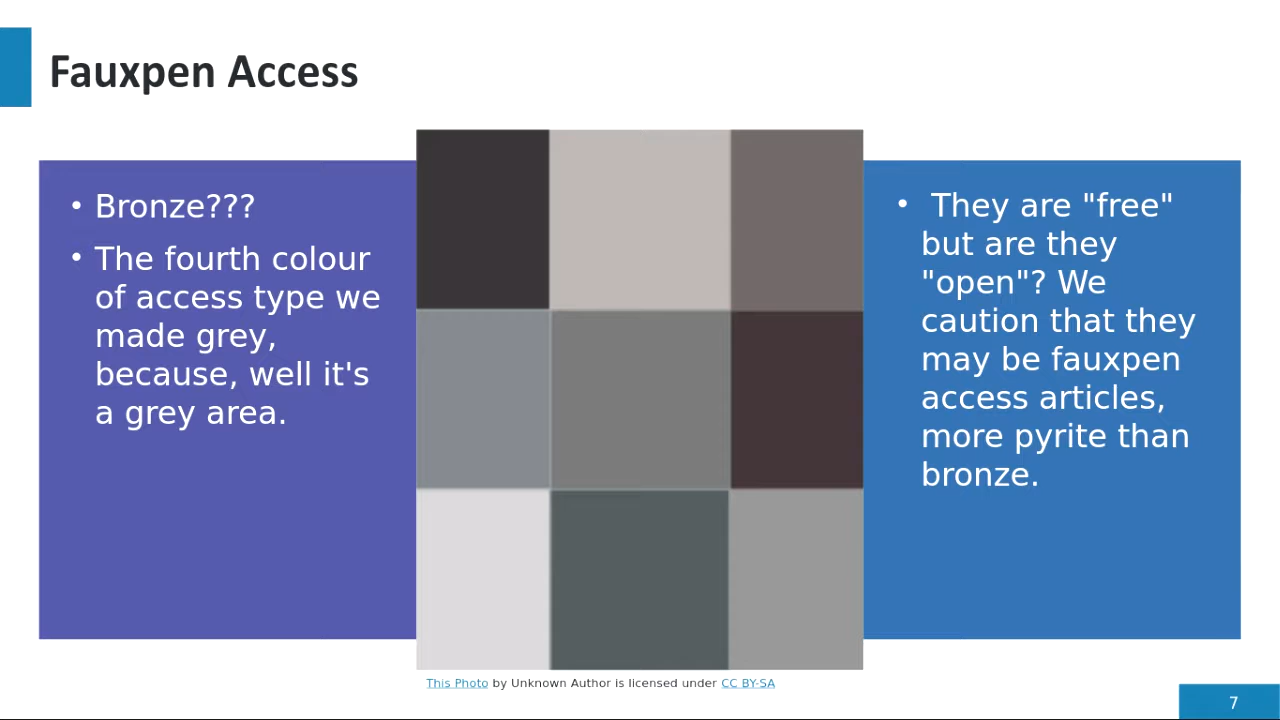 Fauxpen Access
• Bronze???
• The fourth colour
of access type we
made grey,
because, well it's
a grey area.
• They are "free"
but are they
"open"? We
caution that they
may be fauxpen
access articles,
more pyrite than
bronze.
This Photo by Unknown Author is licensed under CC BY-SA
7